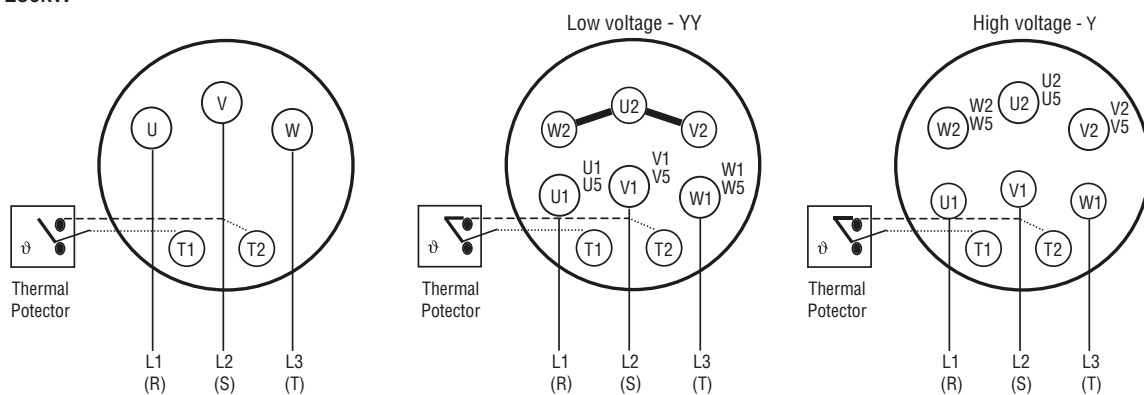 Low voltage - YY
High voltage - Y
U
V
W
T1
T2
ϑ
Thermal
Potector
L1
(R)
L2
(S)
L3
(T)
W2
U2
V2
U1
U1
U5
V1
V1
V5
W1
W1
W5
T1
T2
ϑ
Thermal
Potector
L1
(R)
L2
(S)
L3
(T)
W2
W2
W5
U2
U2
U5
V2
V2
V5
U1
V1
W1
T1
T2
ϑ
Thermal
Potector
L1
(R)
L2
(S)
L3
(T)